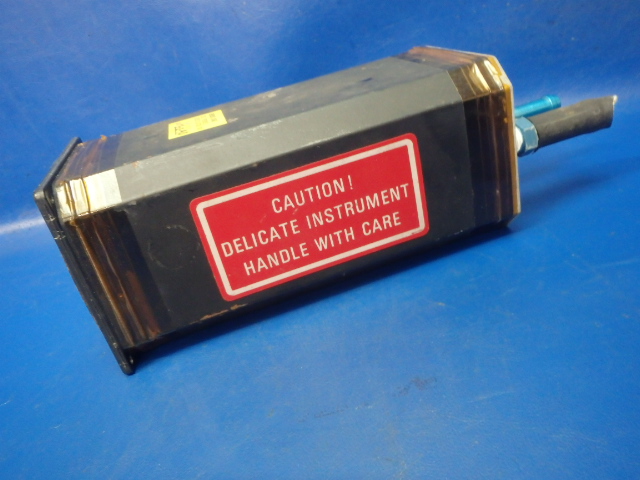 CAUTION!
DELICATE INSTRUMENT
HANDLE WITH CARE